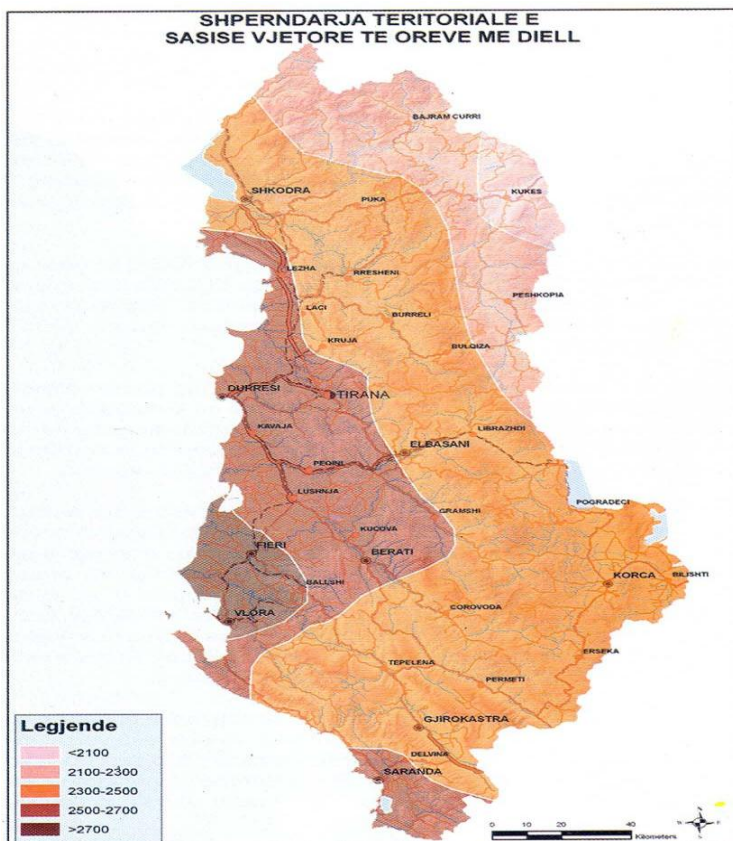 SHPERNDARJA TERITORIALE E
SASISE VJETORE TE OREVE ME DIELL
BAJRAM CURRI
KUKES
SHKODRA
PUKA
LEZHA
RRESHENI
PESHKOPIA
LACI
BURRELI
KRUJA
BULQIZA
DURRESI
TIRANA
KAVAJA
LIBRAZHDI
ELBASANI
PEQINI
LUSHNJA
POGRADECI
GRAMSHI
KUCOVA
FIERI
BERATI
KORCA
BILISHTI
BALLSHI
COROVODA
VLORA
ERSEKA
TEPELENA
PERMETI
GJIROKASTRA
DELVINA
SARANDA
Legjende
<2100
2100-2300
2300-2500
2500-2700
>2700
0 20 40
Kilometers